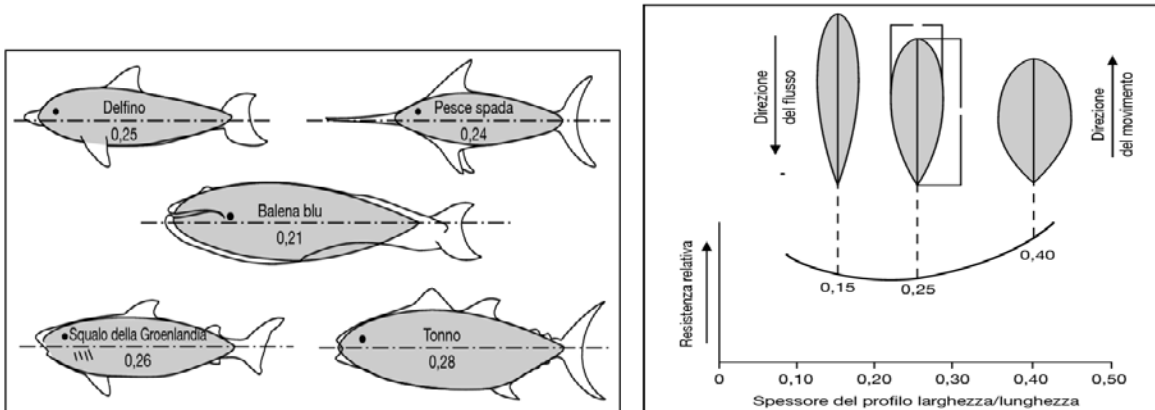 Delfino
0,25
Pesce spada
0,24
Balena blu
0,21
Squalo della Groenlandia
0,26
Tonno
0,28
Direzione
del flusso
Direzione
del movimento
Resistenza relativa
0,15
0,25
0,40
0
0,10
0,20
0,30
0,40
0,50
Spessore del profilo larghezza/lunghezza